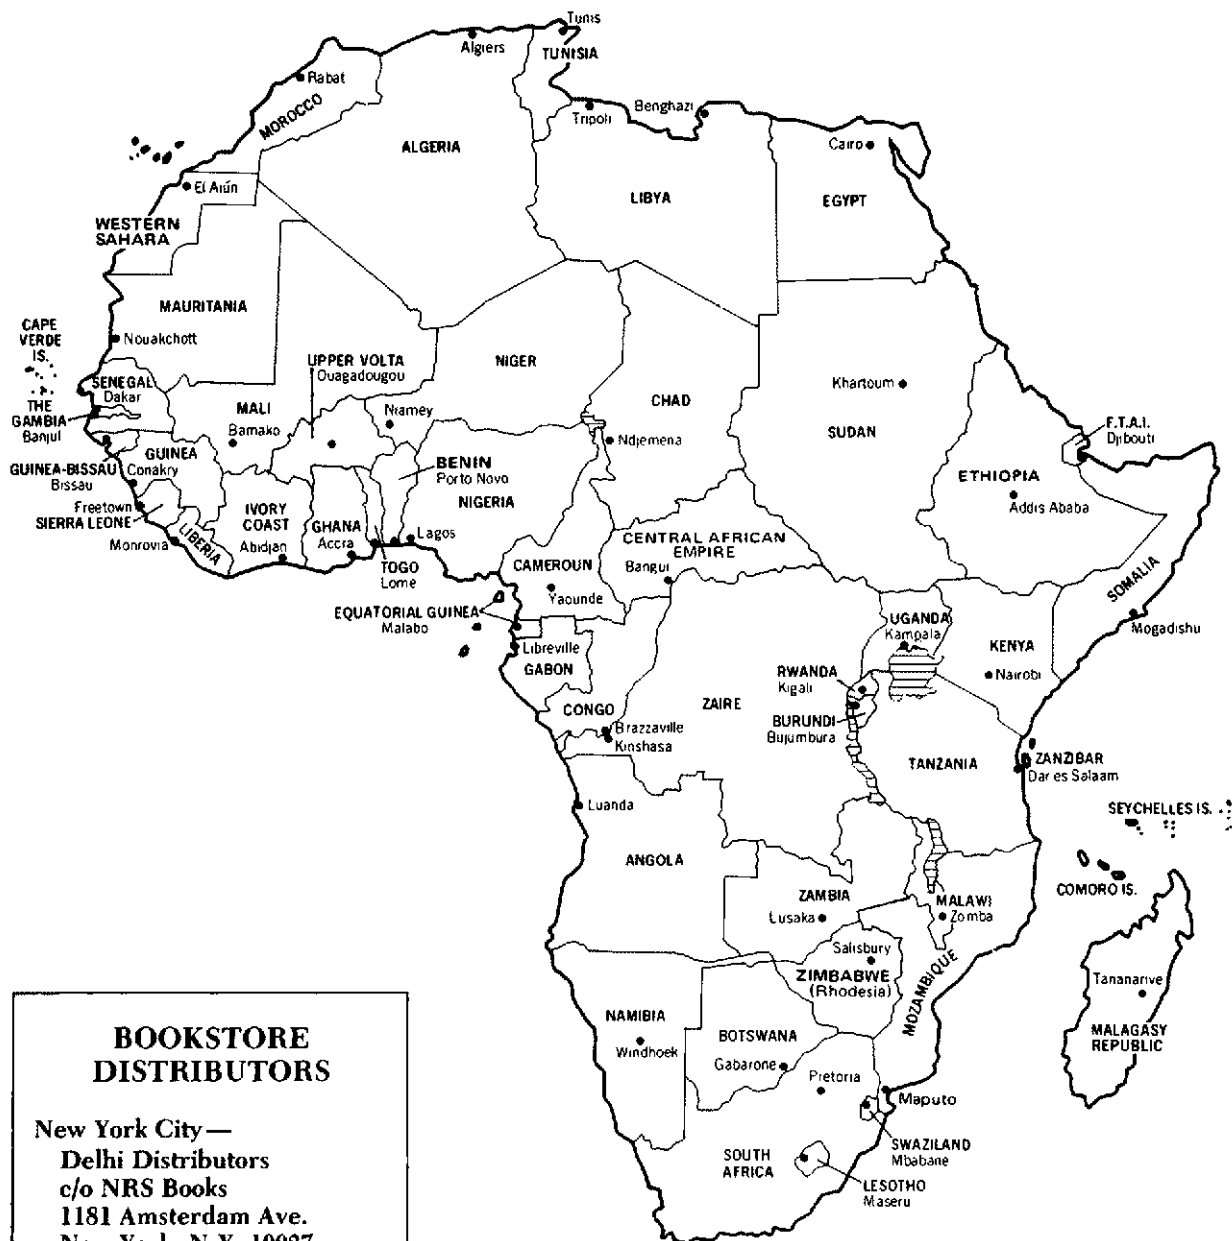 Tunis
TUNISIA
Algiers
Rabat
MOROCCO
Tripoli
Benghazi
Cairo
ALGERIA
LIBYA
EGYPT
El Aiún
WESTERN
SAHARA
MAURITANIA
Nouakchott
CAPE
VERDE
IS.
UPPER VOLTA
Ouagadougou
NIGER
CHAD
Khartoum
SUDAN
SENEGAL
Dakar
THE
GAMBIA
Banjul
MALI
Bamako
Niamey
Ndjemena
F.T.A.I.
Djibouti
GUINEA
Conakry
GUINEA-BISSAU
Bissau
BENIN
Porto Novo
NIGERIA
ETHIOPIA
Addis Ababa
Freetown
SIERRA LEONE
LIBERIA
Monrovia
IVORY
COAST
Abidjan
GHANA
Accra
TOGO
Lome
Lagos
CENTRAL AFRICAN
EMPIRE
Bangui
CAMEROUN
Yaounde
SOMALIA
Mogadishu
EQUATORIAL GUINEA
Malabo
Libreville
GABON
UGANDA
Kampala
KENYA
Nairobi
RWANDA
Kigali
BURUNDI
Bujumbura
CONGO
Brazzaville
Kinshasa
ZAIRE
TANZANIA
ZANZIBAR
Dar es Salaam
Luanda
SEYCHELLES IS.
ANGOLA
COMORO IS.
ZAMBIA
Lusaka
MALAWI
Zomba
Salisbury
ZIMBABWE
(Rhodesia)
MOZAMBIQUE
Tananarive
MALAGASY
REPUBLIC
NAMIBIA
Windhoek
BOTSWANA
Gabarone
Pretoria
Maputo
SWAZILAND
Mbabane
SOUTH
AFRICA
LESOTHO
Maseru
BOOKSTORE
DISTRIBUTORS
New York City—
Delhi Distributors
c/o NRS Books
1181 Amsterdam Ave.
New York, N.Y. 10027